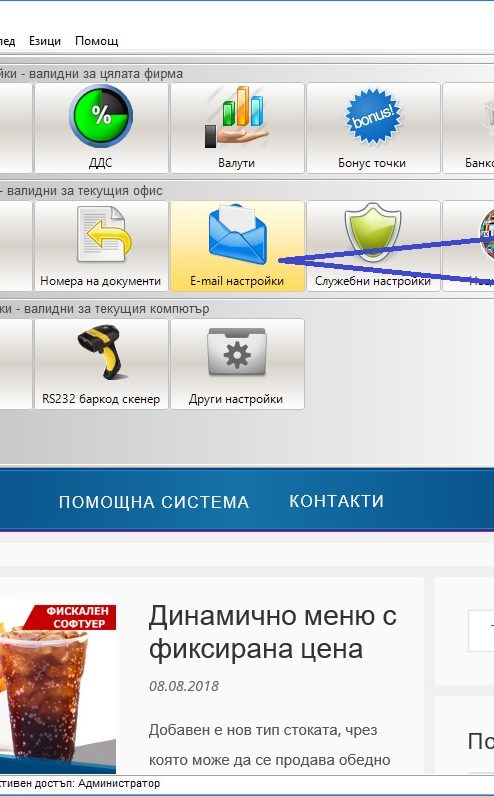 лед Езици Помощ
йки - валидни за цялата фирма
%
bonus!
ДДС Валути Бонус точки Банко
- валидни за текущия офис
Номера на документи E-mail настройки Служебни настройки Наци
ки - валидни за текущия компютър
RS232 баркод скенер Други настройки
ПОМОЩНА СИСТЕМА КОНТАКТИ
ФИСКАЛЕН
СОФТУЕР
Динамично меню с
фиксирана цена
08.08.2018
Добавен е нов тип стоката, чрез
която може да се продава обедно
По
ктивен достъп: Администратор